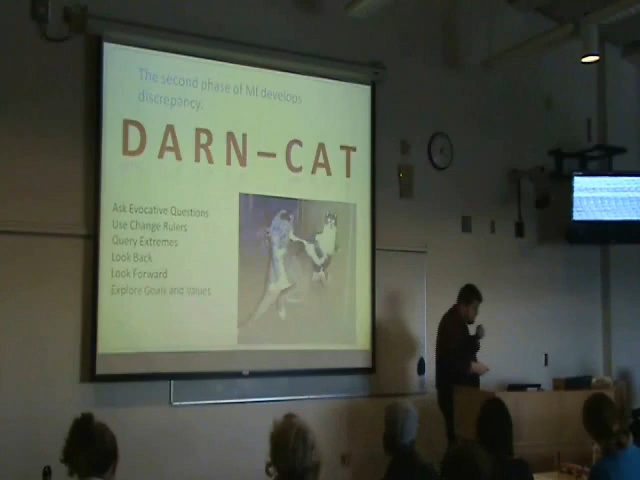 The second phase of MI develops
discrepancy.
DARN–CAT
Ask Evocative Questions
Use Change Rulers
Query Extremes
Look Back
Look Forward
Explore Goals and Values